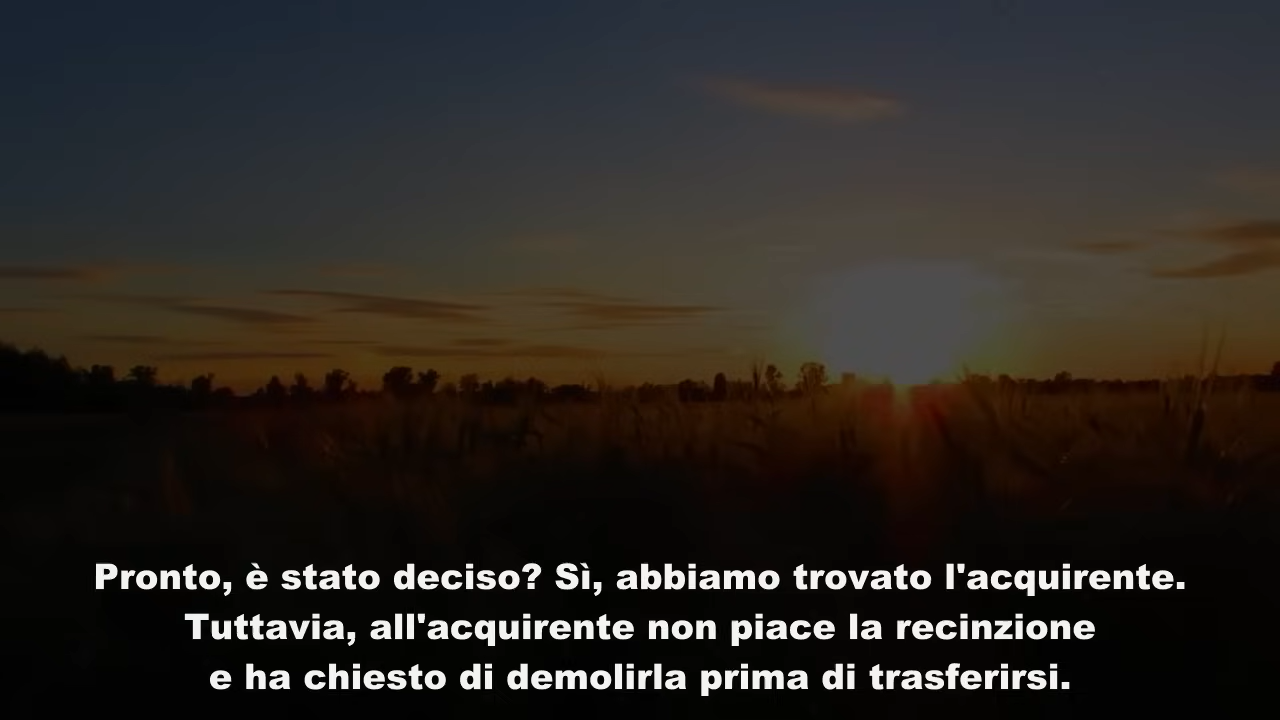 Pronto, è stato deciso? Sì, abbiamo trovato l'acquirente.
Tuttavia, all'acquirente non piace la recinzione
e ha chiesto di demolirla prima di trasferirsi.